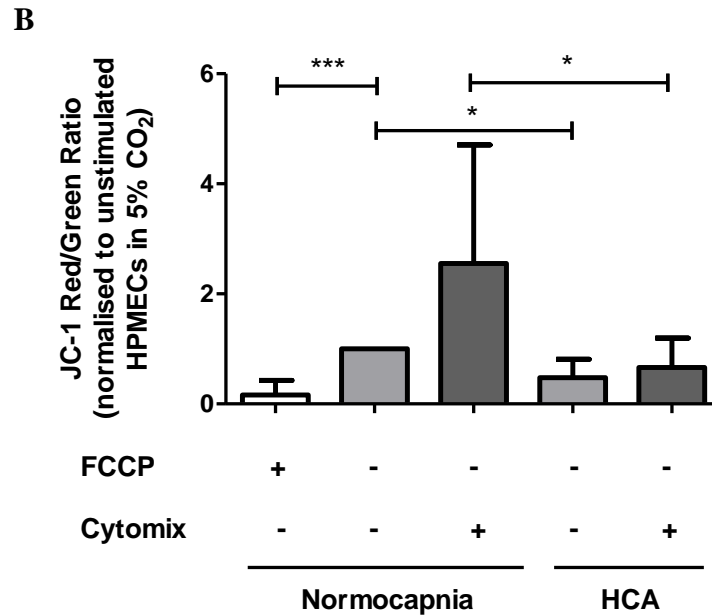 B
JC-1 Red/Green Ratio
(normalised to unstimulated
HPMECs in 5% CO₂)
6
4
2
0
***
*
*
FCCP + - - - -
Cytomix - - + - +
Normocapnia HCA